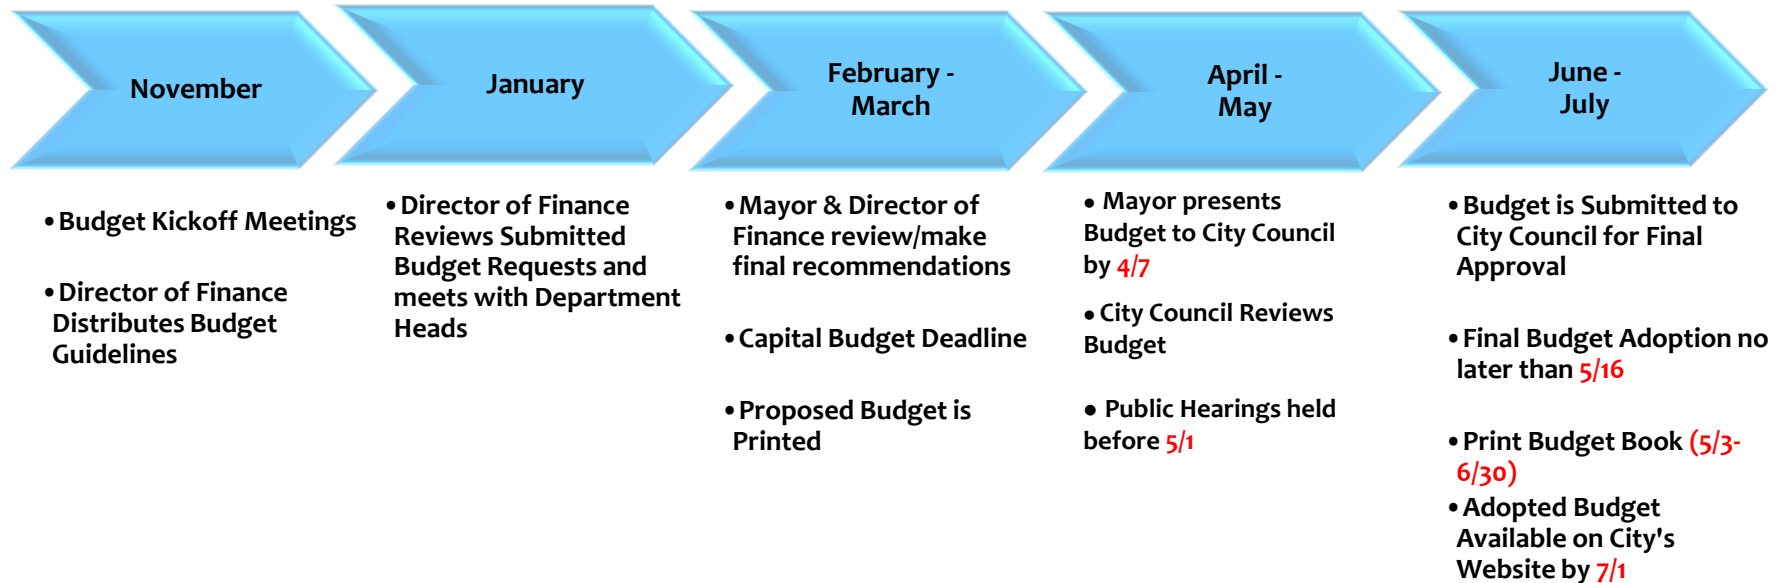 November
January
February -
March
April -
May
June -
July
•Budget Kickoff Meetings
•Director of Finance
Distributes Budget
Guidelines
•Director of Finance
Reviews Submitted
Budget Requests and
meets with Department
Heads
•Mayor & Director of
Finance review/make
final recommendations
•Capital Budget Deadline
•Proposed Budget is
Printed
• Mayor presents
Budget to City Council
by 4/7
•City Council Reviews
Budget
• Public Hearings held
before 5/1
•Budget is Submitted to
City Council for Final
Approval
•Final Budget Adoption no
later than 5/16
•Print Budget Book (5/3-
6/30)
•Adopted Budget
Available on City's
Website by 7/1